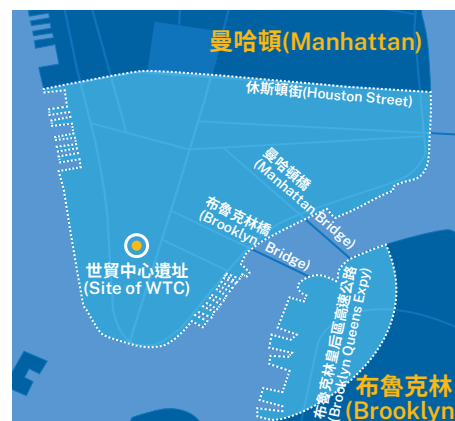 曼哈頓(Manhattan)
休斯頓街(Houston Street)
曼哈頓橋
(Manhattan Bridge)
布魯克林橋
(Brooklyn Bridge)
世貿中心遺址
(Site of WTC)
布魯克林皇后區高速公路
(Brooklyn Queens Expy)
布魯克林
(Brooklyn